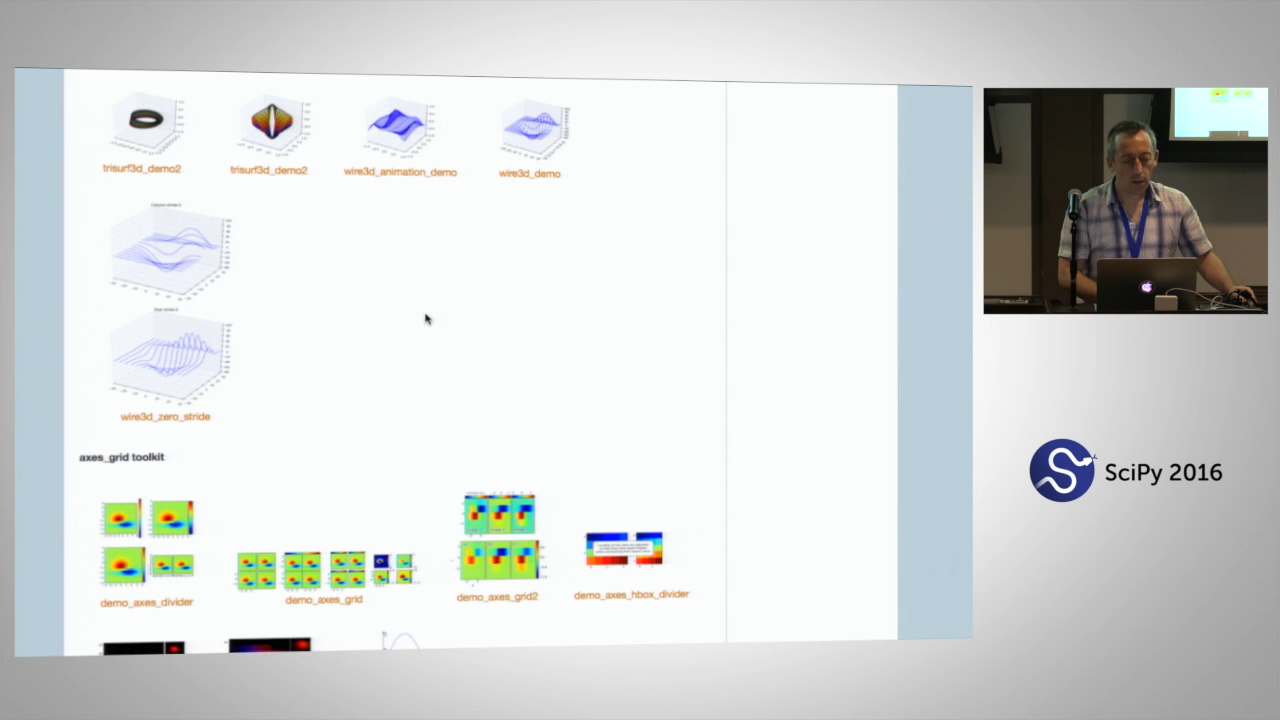 trisurf3d_demo2
trisurf3d_demo2
wire3d_animation_demo
wire3d_demo
wire3d_zero_stride
axes_grid toolkit
demo_axes_divider
demo_axes_grid
demo_axes_grid2
demo_axes_hbox_divider
SciPy 2016